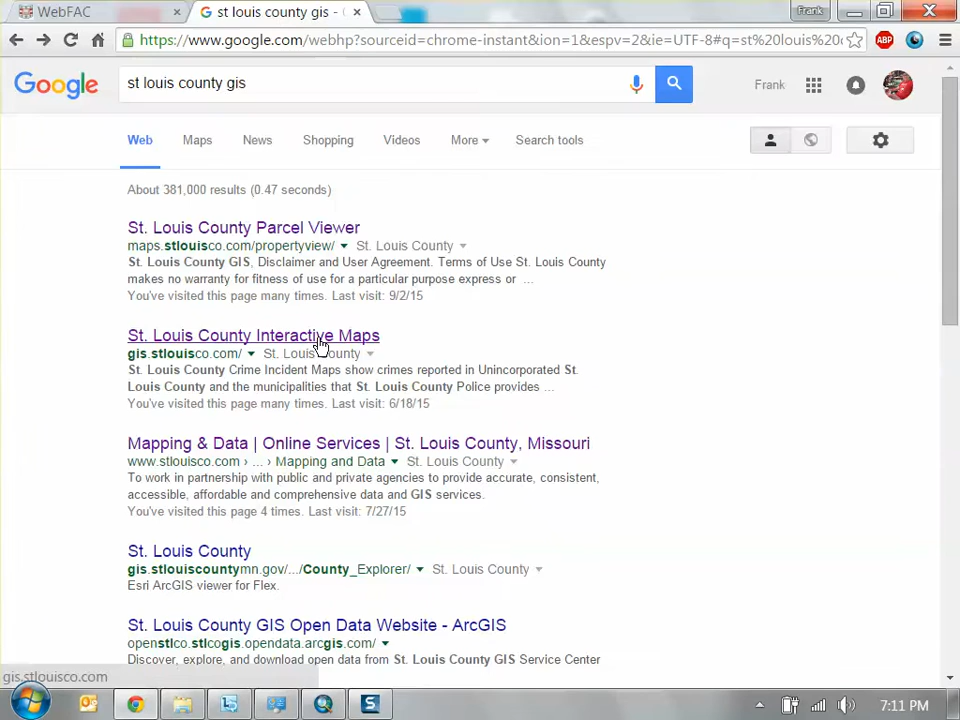 WebFAC
st louis county gis -
Frank
https://www.google.com/webhp?sourceid=chrome-instant&ion=1&espv=2&ie=UTF-8#q=st%20louis%20
ABP
Google
st louis county gis
Frank
Web Maps News Shopping Videos More Search tools
About 381,000 results (0.47 seconds)
St. Louis County Parcel Viewer
maps.stlouisco.com/propertyview/ St. Louis County
St. Louis County GIS, Disclaimer and User Agreement. Terms of Use St. Louis County
makes no warranty for fitness of use for a particular purpose express or ...
You've visited this page many times. Last visit: 9/2/15
St. Louis County Interactive Maps
gis.stlouisco.com/ St. Louis County
St. Louis County Crime Incident Maps show crimes reported in Unincorporated St.
Louis County and the municipalities that St. Louis County Police provides ...
You've visited this page many times. Last visit: 6/18/15
Mapping & Data | Online Services | St. Louis County, Missouri
www.stlouisco.com › ... › Mapping and Data St. Louis County
To work in partnership with public and private agencies to provide accurate, consistent,
accessible, affordable and comprehensive data and GIS services.
You've visited this page 4 times. Last visit: 7/27/15
St. Louis County
gis.stlouiscountymn.gov/.../County_Explorer/ St. Louis County
Esri ArcGIS viewer for Flex.
St. Louis County GIS Open Data Website - ArcGIS
openstlco.stlcogis.opendata.arcgis.com/
Discover, explore, and download open data from St. Louis County GIS Service Center
gis.stlouisco.com
7:11 PM